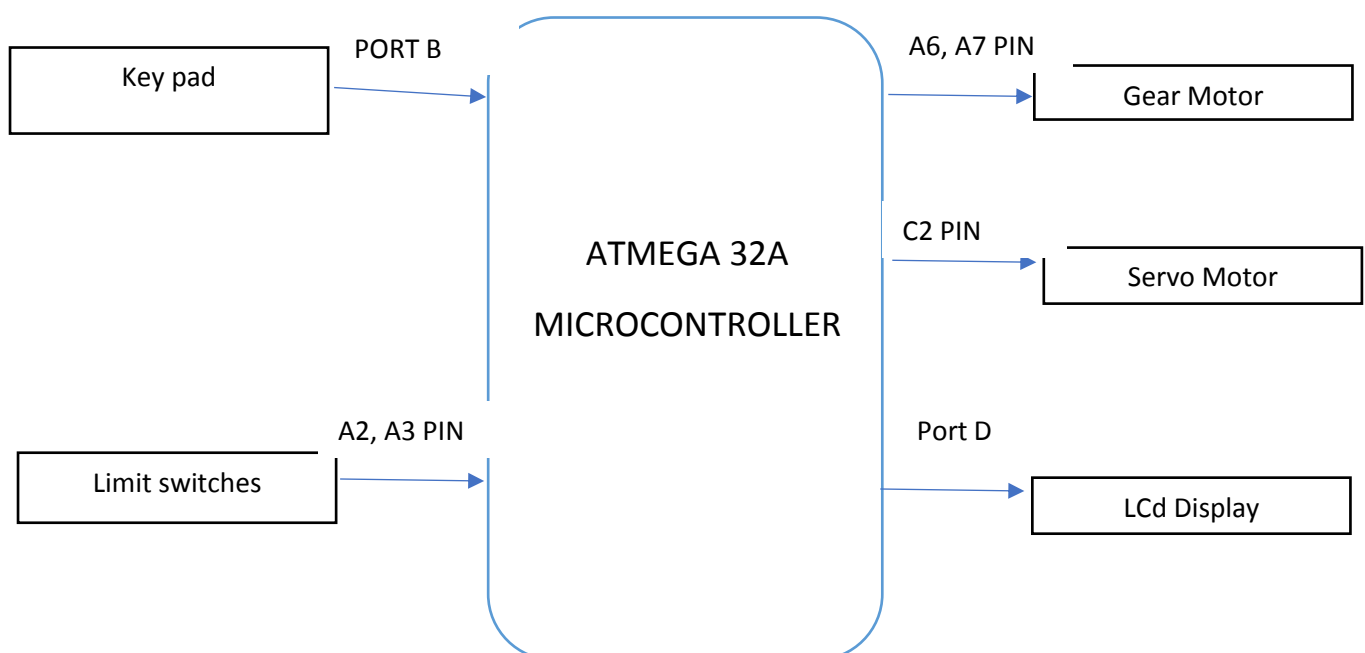 PORT B
Key pad
A6, A7 PIN
Gear Motor
ATMEGA 32A
MICROCONTROLLER
C2 PIN
Servo Motor
A2, A3 PIN
Limit switches
Port D
LCd Display